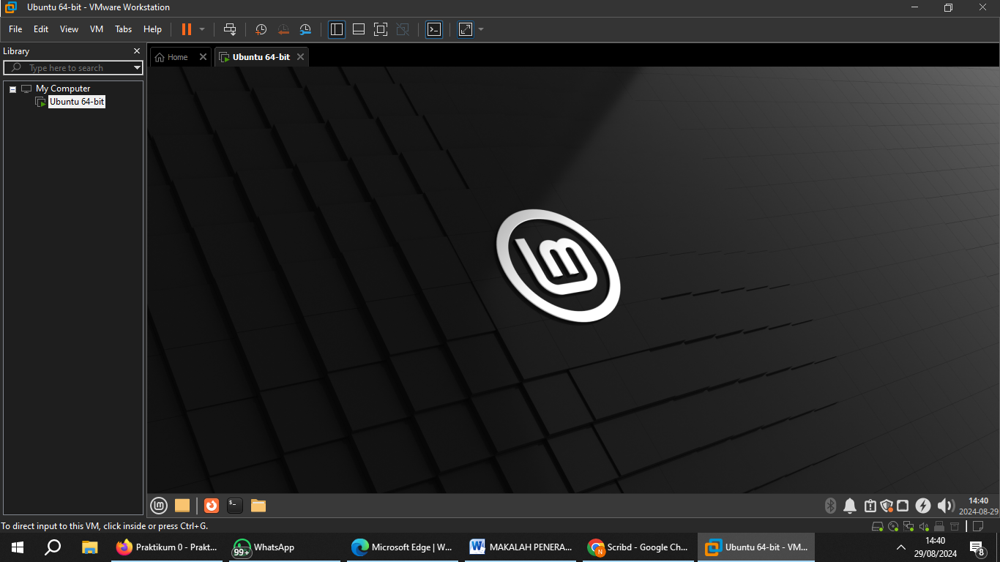 Ubuntu 64-bit - VMware Workstation
File Edit View VM Tabs Help
Library
Type here to search
My Computer
Ubuntu 64-bit
Home
Ubuntu 64-bit
lm
14:40
2024-08-29
To direct input to this VM, click inside or press Ctrl+G.
99+
Praktikum 0 - Prakt...
WhatsApp
Microsoft Edge | W...
MAKALAH PENERA...
Scribd - Google Ch...
Ubuntu 64-bit - VM...
14:40
29/08/2024
8